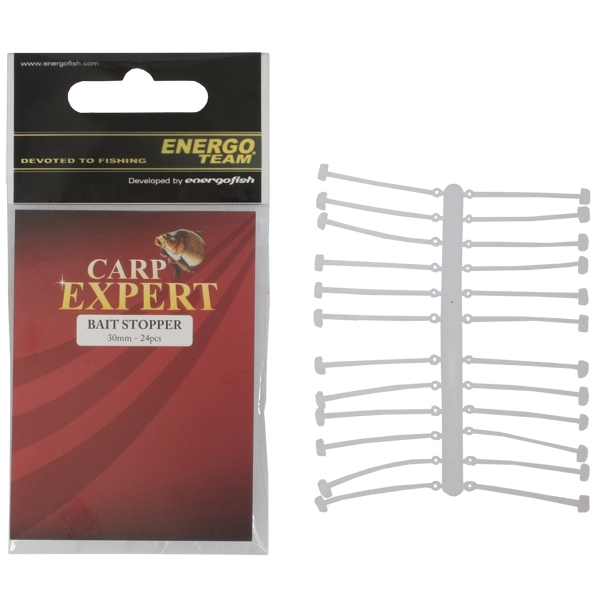 www.energofish.com
ENERGO
TEAM
DEVOTED TO FISHING
Developed by energofish
CARP
EXPERT
BAIT STOPPER
30mm - 24pcs